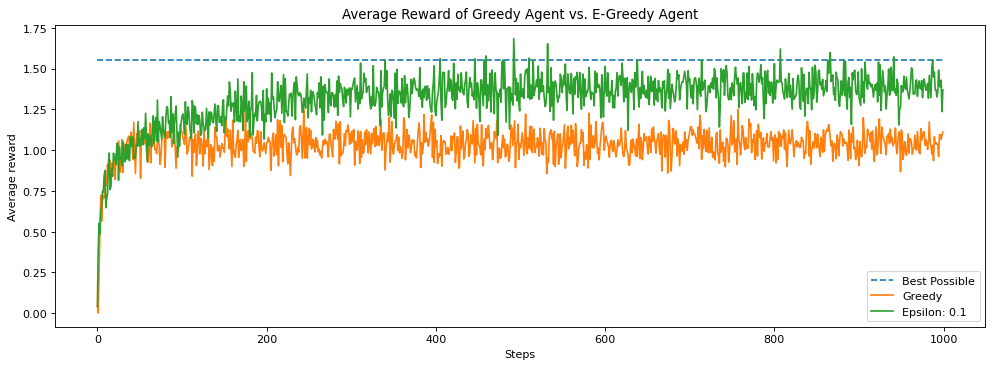 Average Reward of Greedy Agent vs. E-Greedy Agent
1.75
1.50
1.25
1.00
0.75
0.50
0.25
0.00
Average reward
0 200 400 600 800 1000
Steps
Best Possible
Greedy
Epsilon: 0.1